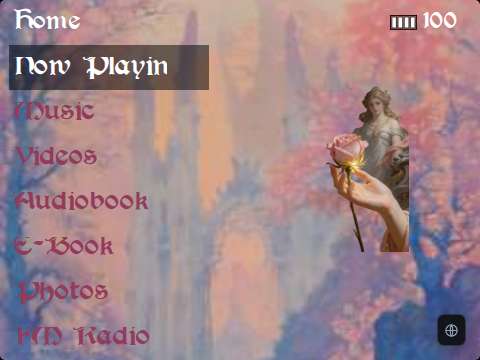 Home
100
Now Playin
Music
Videos
Audiobook
E-Book
Photos
FM Radio